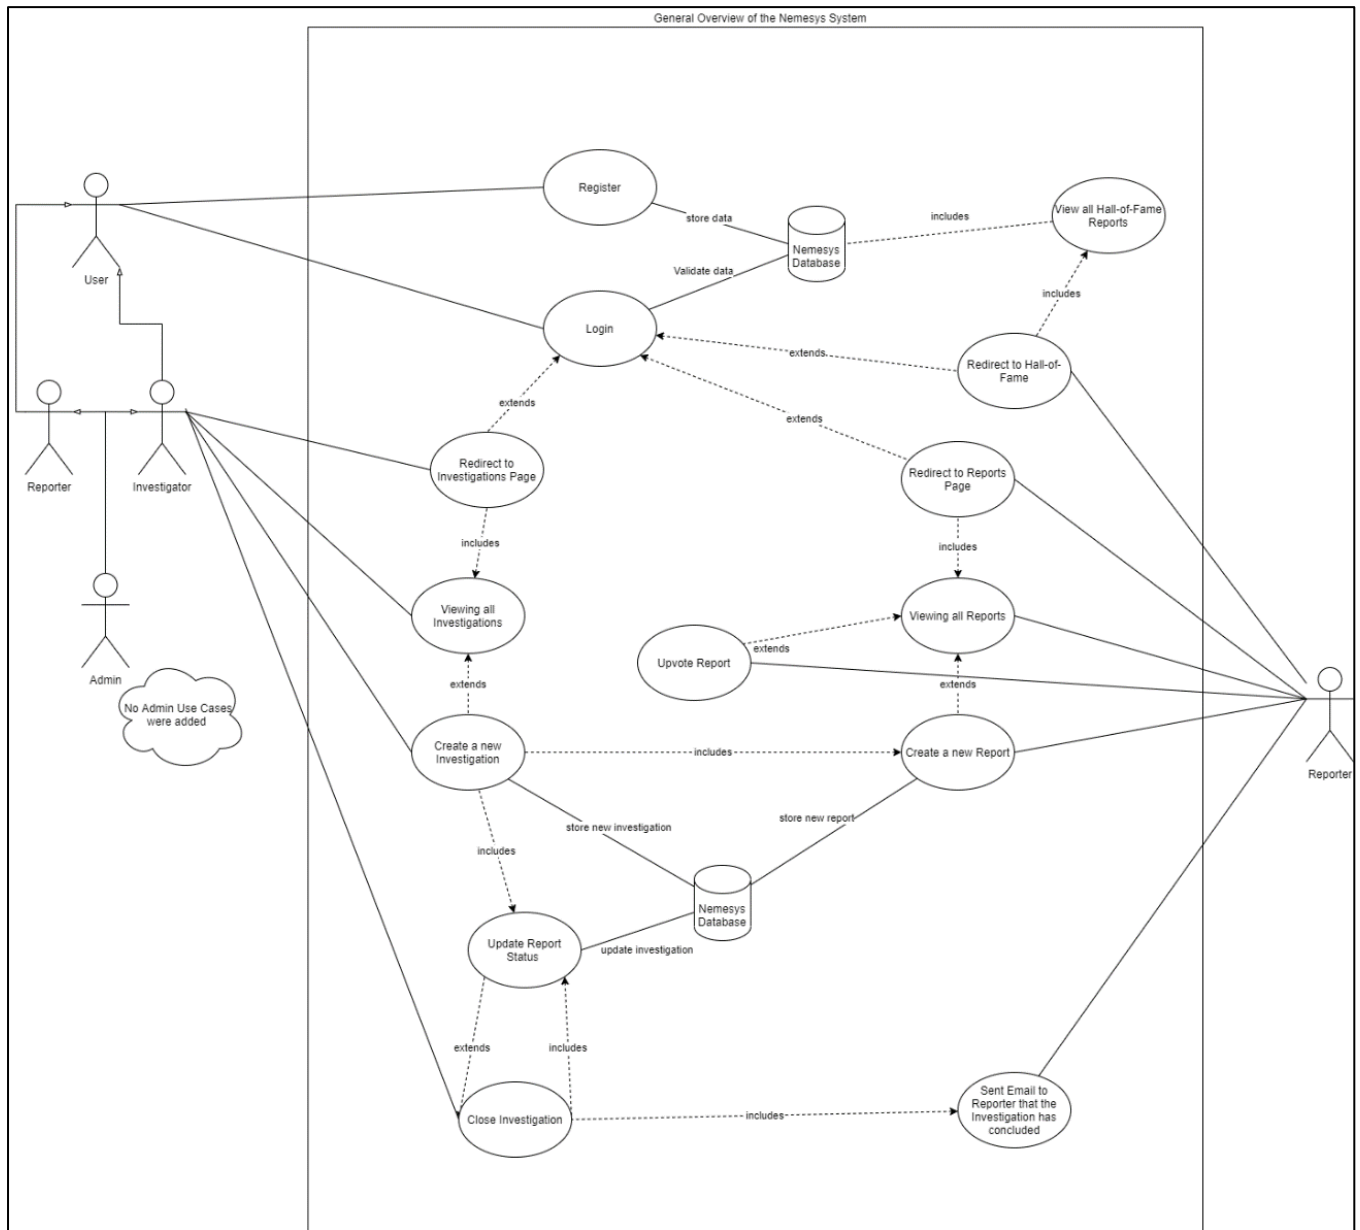 General Overview of the Nemesys System
Register
store data
includes
View all Hall-of-Fame
Reports
Nemesys
Database
Validate data
User
Login
includes
extends
Redirect to Hall-of-
Fame
extends
extends
Redirect to
Investigations Page
Redirect to Reports
Page
Reporter
Investigator
includes
includes
Viewing all
Investigations
Viewing all Reports
extends
Upvote Report
Admin
No Admin Use Cases
were added
extends
extends
Create a new
Investigation
includes
Create a new Report
Reporter
store new investigation
store new report
includes
Nemesys
Database
Update Report
Status
update investigation
extends
includes
Close Investigation
includes
Sent Email to
Reporter that the
Investigation has
concluded